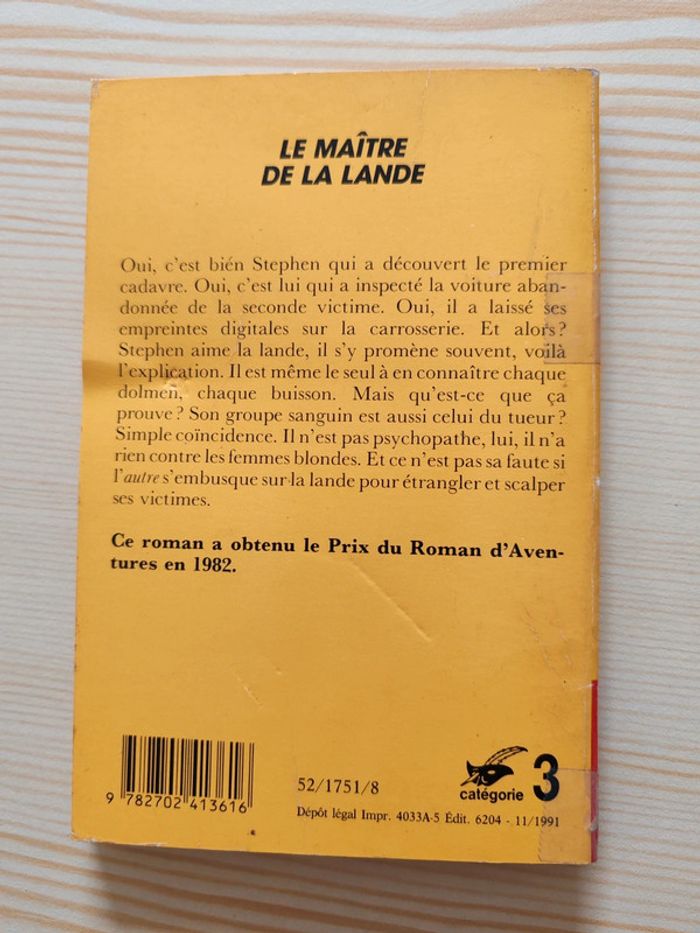 LE MAÎTRE
DE LA LANDE
Oui, c'est bién Stephen qui a découvert le premier
cadavre. Oui, c'est lui qui a inspecté la voiture aban-
donnée de la seconde victime. Oui, il a laissé ses
empreintes digitales sur la carrosserie. Et alors?
Stephen aime la lande, il s'y promène souvent, voilà
l'explication. Il est même le seul à en connaître chaque
dolmen, chaque buisson. Mais qu'est-ce que ça
prouve? Son groupe sanguin est aussi celui du tueur?
Simple coïncidence. Il n'est pas psychopathe, lui, il n'a
rien contre les femmes blondes. Et ce n'est pas sa faute si
l'autre s'embusque sur la lande pour étrangler et scalper
ses victimes.
Ce roman a obtenu le Prix du Roman d'Aven-
tures en 1982.
9 782702 413616
52/1751/8
catégorie 3
Dépôt légal Impr. 4033A-5 Édit. 6204 - 11/1991